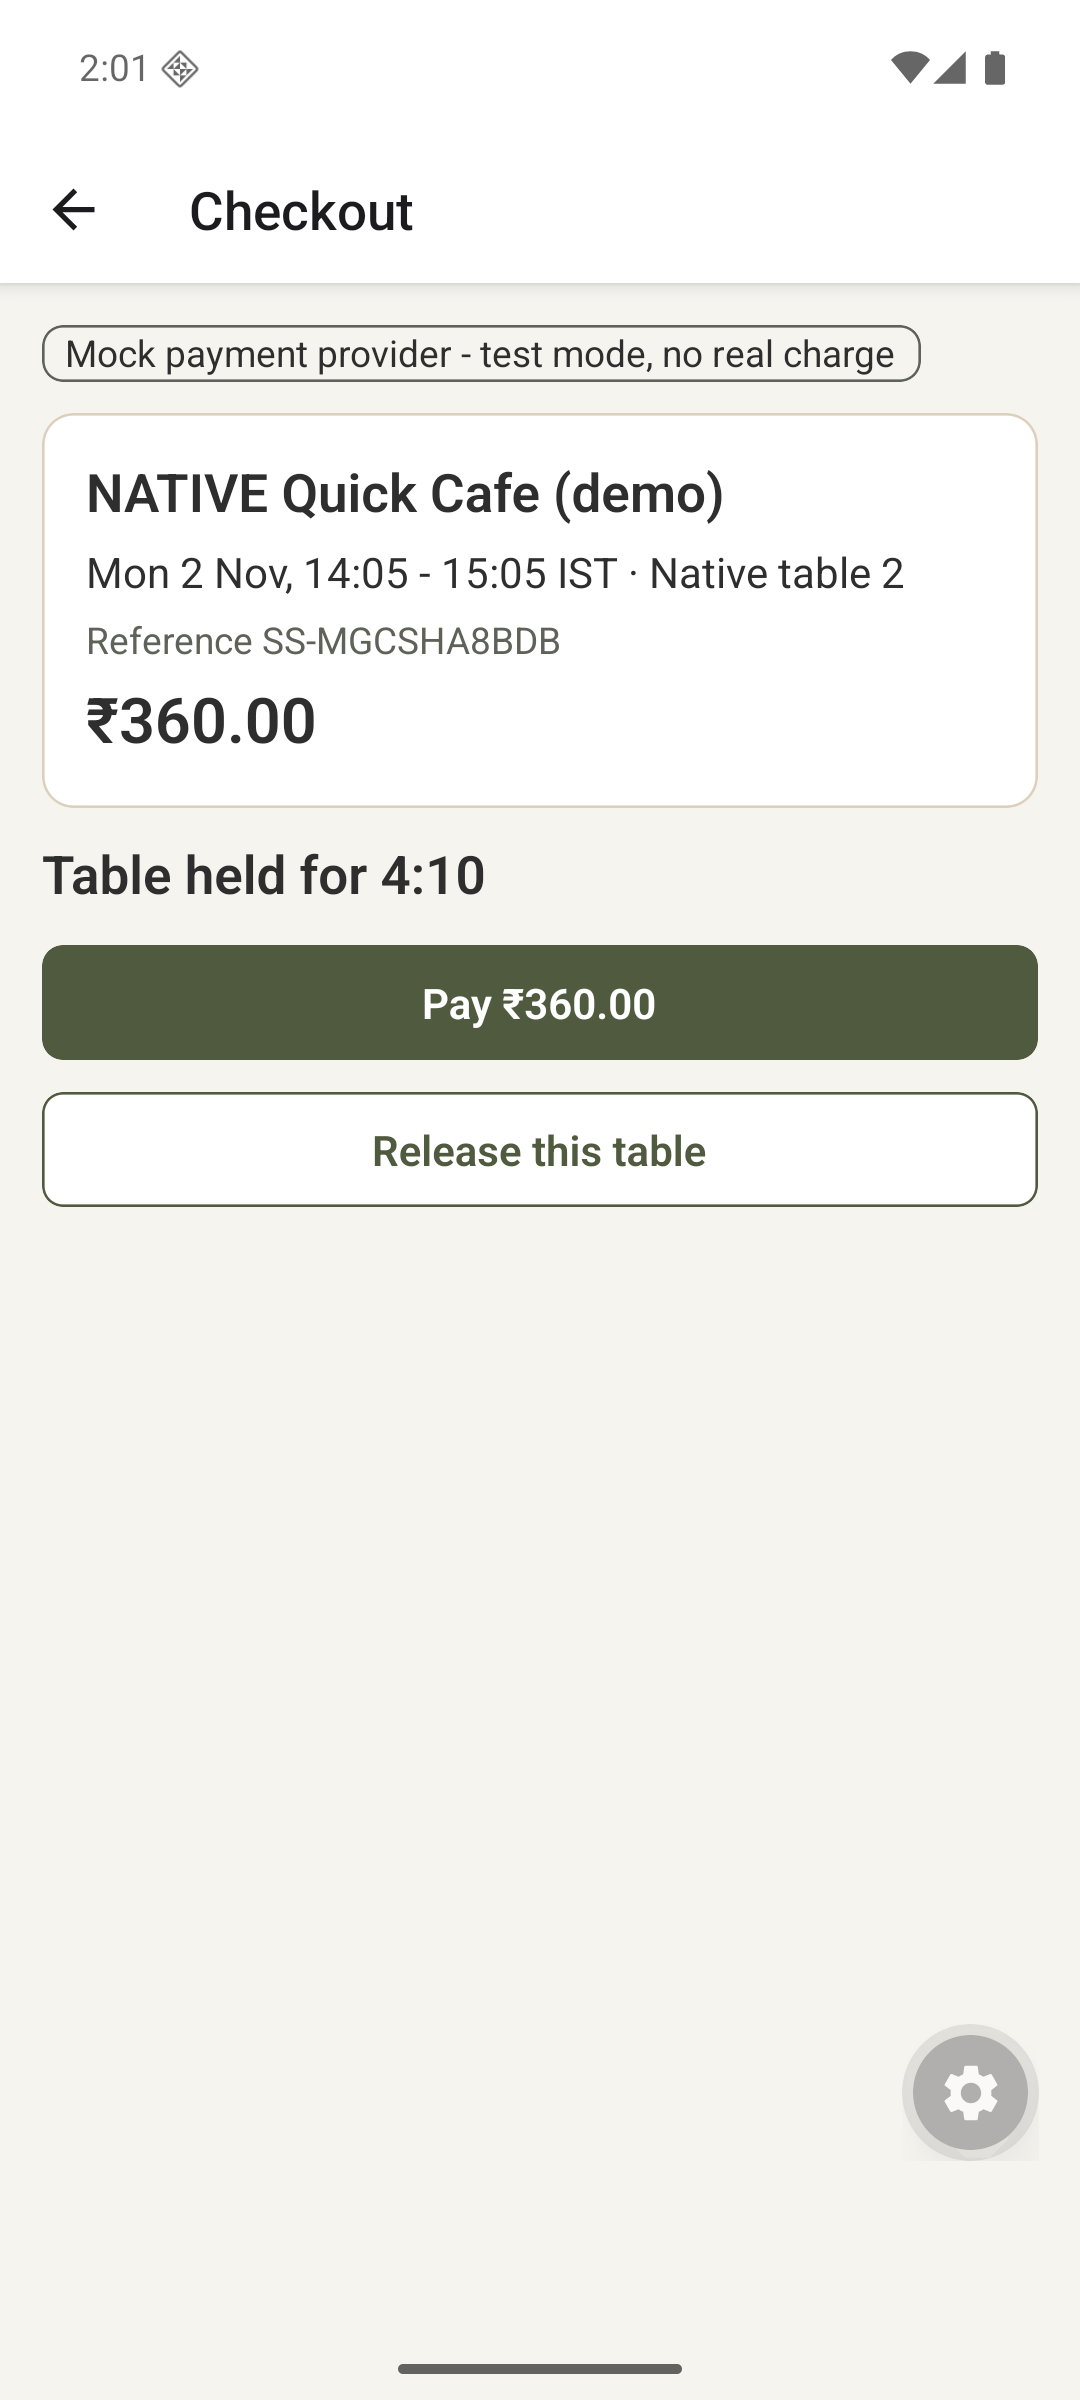 2:01
Checkout
Mock payment provider - test mode, no real charge
NATIVE Quick Cafe (demo)
Mon 2 Nov, 14:05 - 15:05 IST · Native table 2
Reference SS-MGCSHA8BDB
₹360.00
Table held for 4:10
Pay ₹360.00
Release this table